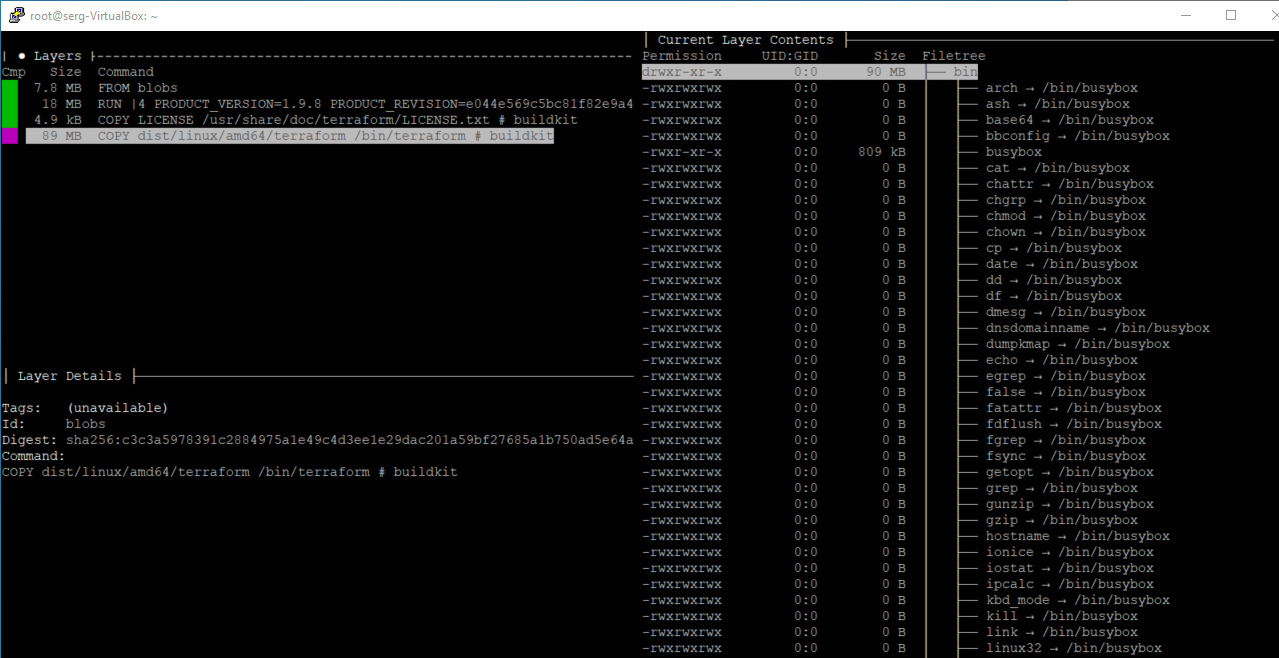 root@serg-VirtualBox: ~
| ● Layers ├
Cmp Size Command
7.8 MB FROM blobs
18 MB RUN |4 PRODUCT_VERSION=1.9.8 PRODUCT_REVISION=e044e569c5bc81f82e9a4
4.9 kB COPY LICENSE /usr/share/doc/terraform/LICENSE.txt # buildkit
89 MB COPY dist/linux/amd64/terraform /bin/terraform # buildkit
│ Layer Details ├
Tags: (unavailable)
Id: blobs
Digest: sha256:c3c3a5978391c2884975a1e49c4d3ee1e29dac201a59bf27685a1b750ad5e64a
Command:
COPY dist/linux/amd64/terraform /bin/terraform # buildkit
│ Current Layer Contents ├
Permission UID:GID Size Filetree
drwxr-xr-x 0:0 90 MB ├── bin
-rwxrwxrwx 0:0 0 B │ ├── arch → /bin/busybox
-rwxrwxrwx 0:0 0 B │ ├── ash → /bin/busybox
-rwxrwxrwx 0:0 0 B │ ├── base64 → /bin/busybox
-rwxrwxrwx 0:0 0 B │ ├── bbconfig → /bin/busybox
-rwxr-xr-x 0:0 809 kB │ ├── busybox
-rwxrwxrwx 0:0 0 B │ ├── cat → /bin/busybox
-rwxrwxrwx 0:0 0 B │ ├── chattr → /bin/busybox
-rwxrwxrwx 0:0 0 B │ ├── chgrp → /bin/busybox
-rwxrwxrwx 0:0 0 B │ ├── chmod → /bin/busybox
-rwxrwxrwx 0:0 0 B │ ├── chown → /bin/busybox
-rwxrwxrwx 0:0 0 B │ ├── cp → /bin/busybox
-rwxrwxrwx 0:0 0 B │ ├── date → /bin/busybox
-rwxrwxrwx 0:0 0 B │ ├── dd → /bin/busybox
-rwxrwxrwx 0:0 0 B │ ├── df → /bin/busybox
-rwxrwxrwx 0:0 0 B │ ├── dmesg → /bin/busybox
-rwxrwxrwx 0:0 0 B │ ├── dnsdomainname → /bin/busybox
-rwxrwxrwx 0:0 0 B │ ├── dumpkmap → /bin/busybox
-rwxrwxrwx 0:0 0 B │ ├── echo → /bin/busybox
-rwxrwxrwx 0:0 0 B │ ├── egrep → /bin/busybox
-rwxrwxrwx 0:0 0 B │ ├── false → /bin/busybox
-rwxrwxrwx 0:0 0 B │ ├── fatattr → /bin/busybox
-rwxrwxrwx 0:0 0 B │ ├── fdflush → /bin/busybox
-rwxrwxrwx 0:0 0 B │ ├── fgrep → /bin/busybox
-rwxrwxrwx 0:0 0 B │ ├── fsync → /bin/busybox
-rwxrwxrwx 0:0 0 B │ ├── getopt → /bin/busybox
-rwxrwxrwx 0:0 0 B │ ├── grep → /bin/busybox
-rwxrwxrwx 0:0 0 B │ ├── gunzip → /bin/busybox
-rwxrwxrwx 0:0 0 B │ ├── gzip → /bin/busybox
-rwxrwxrwx 0:0 0 B │ ├── hostname → /bin/busybox
-rwxrwxrwx 0:0 0 B │ ├── ionice → /bin/busybox
-rwxrwxrwx 0:0 0 B │ ├── iostat → /bin/busybox
-rwxrwxrwx 0:0 0 B │ ├── ipcalc → /bin/busybox
-rwxrwxrwx 0:0 0 B │ ├── kbd_mode → /bin/busybox
-rwxrwxrwx 0:0 0 B │ ├── kill → /bin/busybox
-rwxrwxrwx 0:0 0 B │ ├── link → /bin/busybox
-rwxrwxrwx 0:0 0 B │ ├── linux32 → /bin/busybox